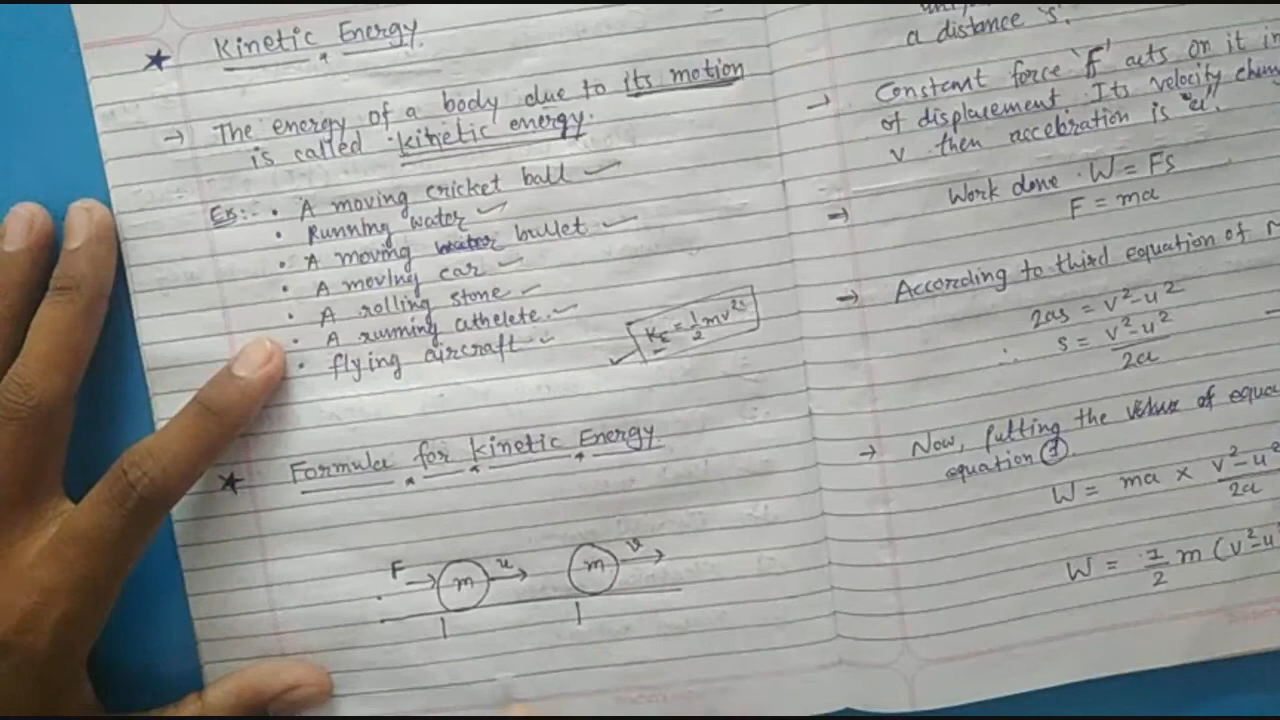 Kinetic Energy
→ The energy of a body due to its motion
is called kinetic energy.
Ex:- • A moving cricket ball
• Running water
• A moving bullet
• A moving car
• A rolling stone
• A running athelete.
• flying aircraft
KE = 1/2 mv²
Formula for kinetic Energy
F → m u → m v →
a distance 's'.
→ Constant force 'F' acts on it in
of displacement. Its velocity
v then accelration is "a".
→ Work done W = Fs
F = ma
→ According to third equation of
2as = v² - u²
∴ s = v² - u² / 2a
→ Now, putting the value of
equation 1.
W = ma × v² - u² / 2a
W = 1/2 m (v² - u